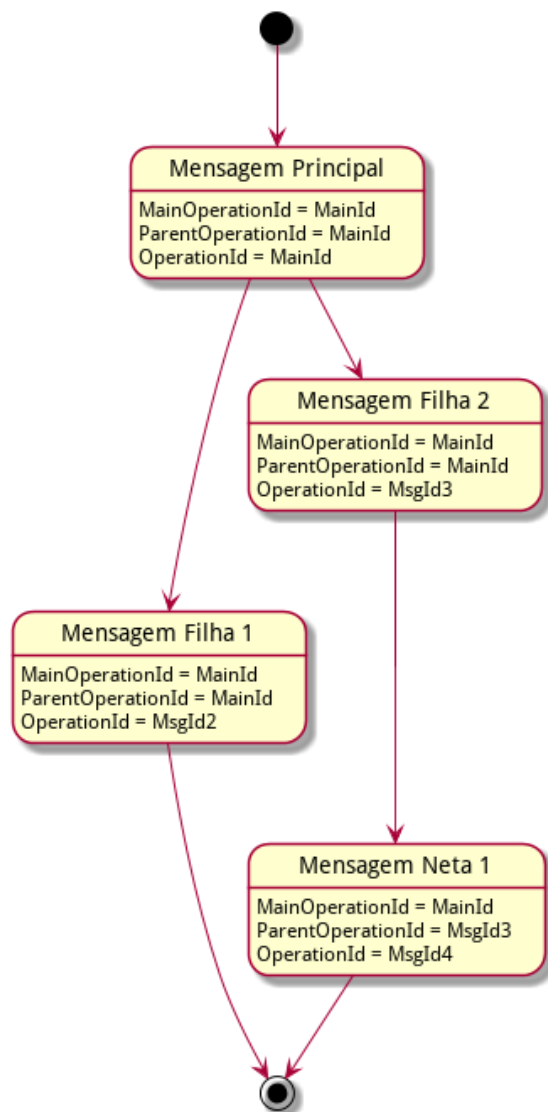 Mensagem Principal
MainOperationId = MainId
ParentOperationId = MainId
OperationId = MainId
Mensagem Filha 2
MainOperationId = MainId
ParentOperationId = MainId
OperationId = MsgId3
Mensagem Filha 1
MainOperationId = MainId
ParentOperationId = MainId
OperationId = MsgId2
Mensagem Neta 1
MainOperationId = MainId
ParentOperationId = MsgId3
OperationId = MsgId4